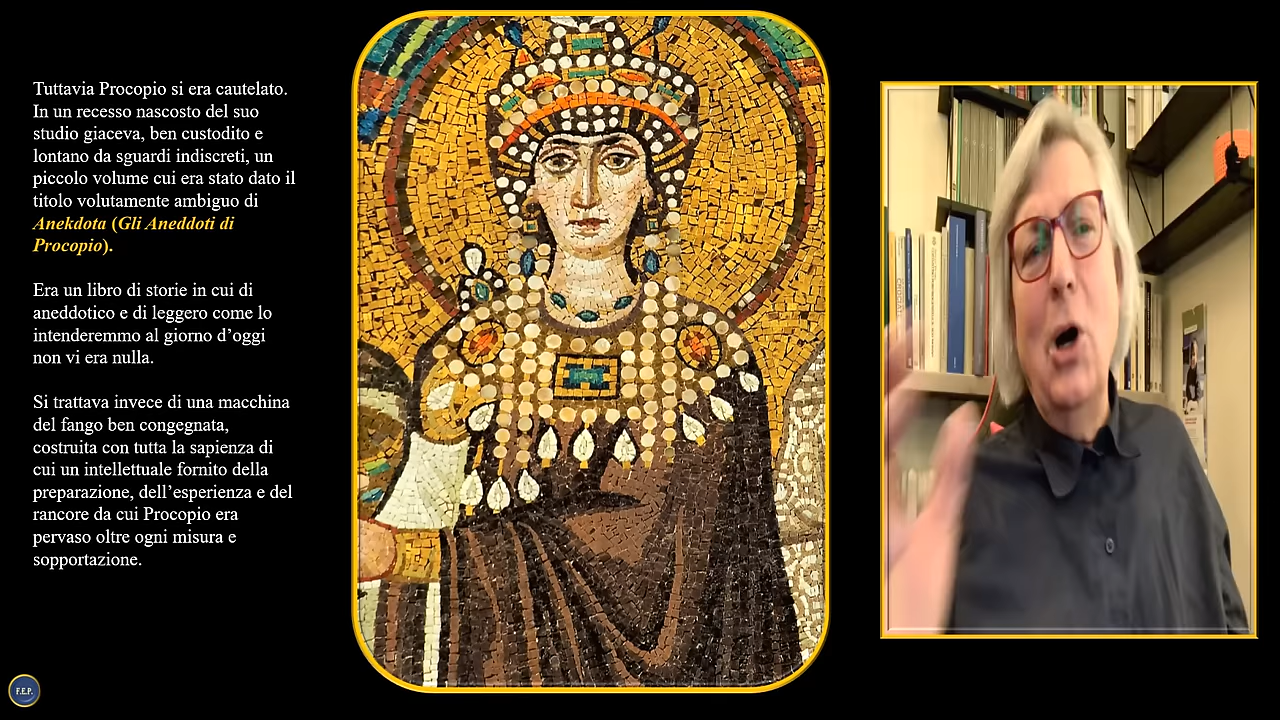 Tuttavia Procopio si era cautelato.
In un recesso nascosto del suo
studio giaceva, ben custodito e
lontano da sguardi indiscreti, un
piccolo volume cui era stato dato il
titolo volutamente ambiguo di
Anekdota (Gli Aneddoti di
Procopio).
Era un libro di storie in cui di
aneddotico e di leggero come lo
intenderemmo al giorno d’oggi
non vi era nulla.
Si trattava invece di una macchina
del fango ben congegnata,
costruita con tutta la sapienza di
cui un intellettuale fornito della
preparazione, dell’esperienza e del
rancore da cui Procopio era
pervaso oltre ogni misura e
sopportazione.
F.E.P.